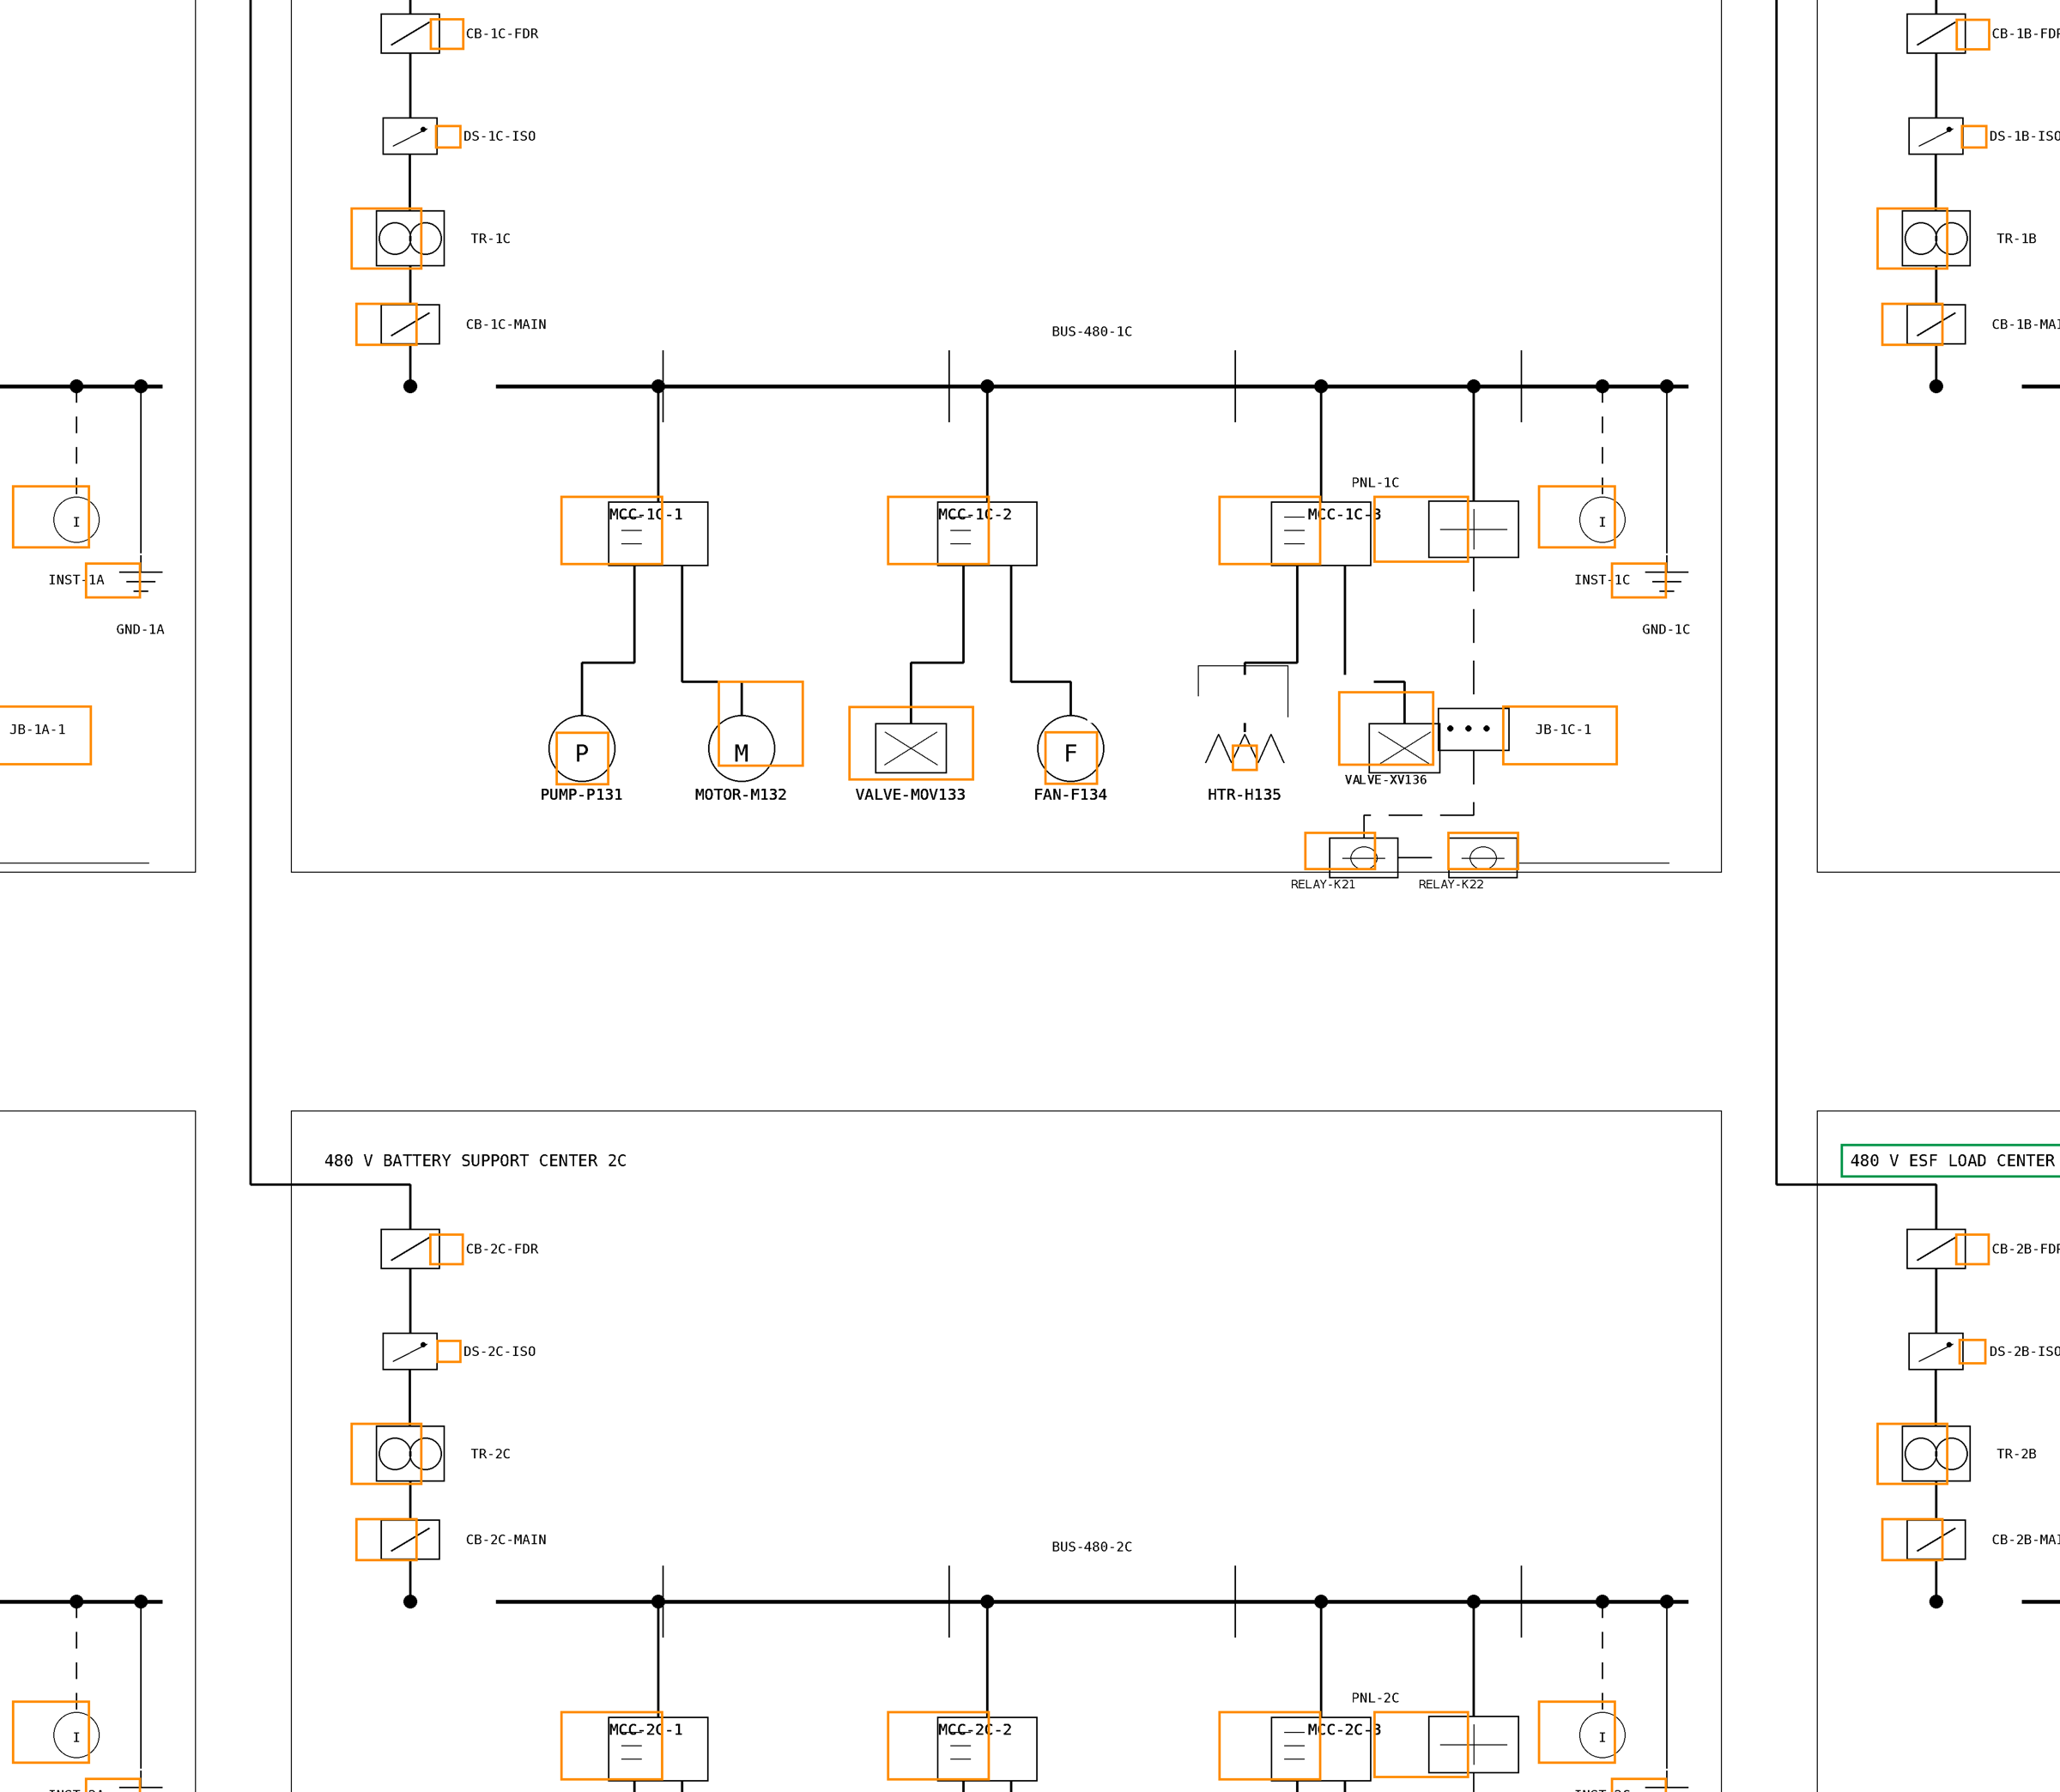 CB-1C-FDR
CB-1B-FDR
DS-1C-ISO
DS-1B-ISO
TR-1C
TR-1B
CB-1C-MAIN
CB-1B-MAI
BUS-480-1C
PNL-1C
MCC-1C-1
MCC-1C-2
MCC-1C-3
I
I
INST-1A
INST-1C
GND-1A
GND-1C
JB-1A-1
JB-1C-1
P
M
F
VALVE-XV136
PUMP-P131
MOTOR-M132
VALVE-MOV133
FAN-F134
HTR-H135
RELAY-K21
RELAY-K22
480 V BATTERY SUPPORT CENTER 2C
480 V ESF LOAD CENTER
CB-2C-FDR
CB-2B-FDR
DS-2C-ISO
DS-2B-ISO
TR-2C
TR-2B
CB-2C-MAIN
CB-2B-MAI
BUS-480-2C
PNL-2C
MCC-2C-1
MCC-2C-2
MCC-2C-3
I
I